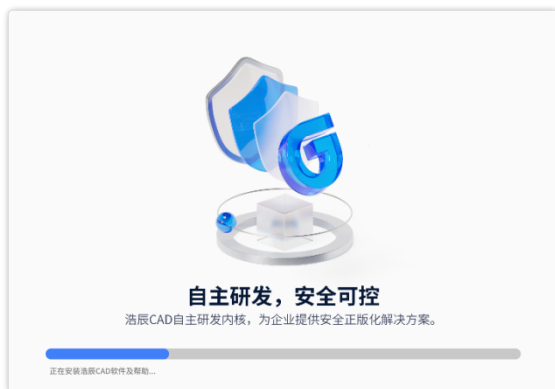 自主研发，安全可控
浩辰CAD自主研发内核，为企业提供安全正版化解决方案。
正在安装浩辰CAD软件及帮助...